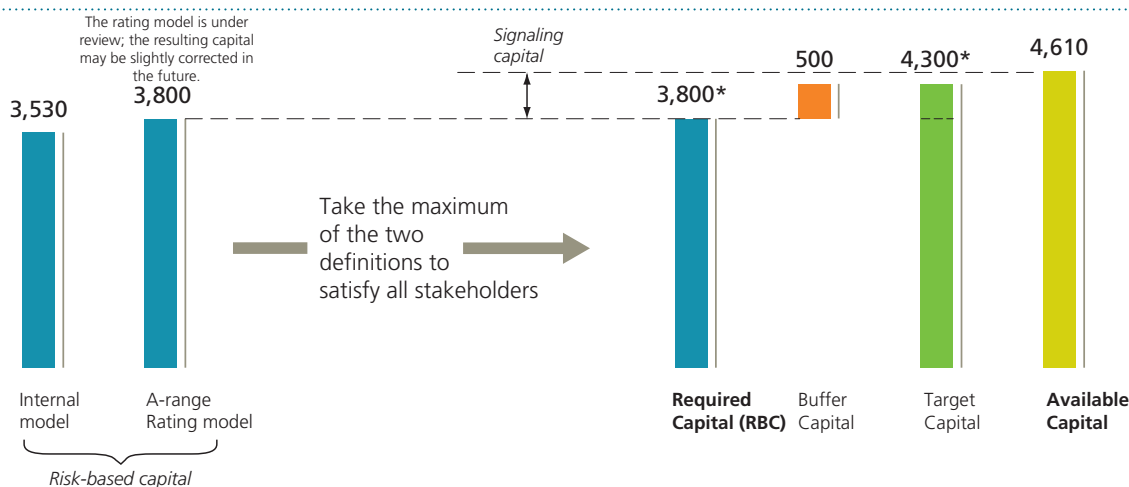 The rating model is under
review; the resulting capital
may be slightly corrected in
the future.
Signaling
capital
3,530
3,800
3,800*
500
4,300*
4,610
Take the maximum
of the two
definitions to
satisfy all stakeholders
Internal
model
A-range
Rating model
Required
Capital (RBC)
Buffer
Capital
Target
Capital
Available
Capital
Risk-based capital